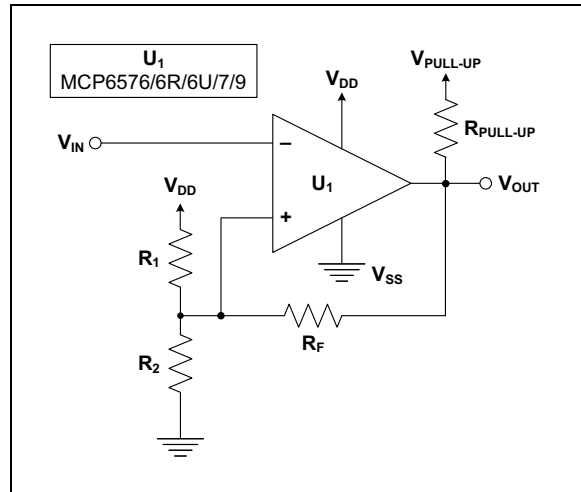 U1
MCP6576/6R/6U/7/9
VPULL-UP
VDD
RPULL-UP
VIN
–
U1
VOUT
VDD
+
R1
VSS
RF
R2